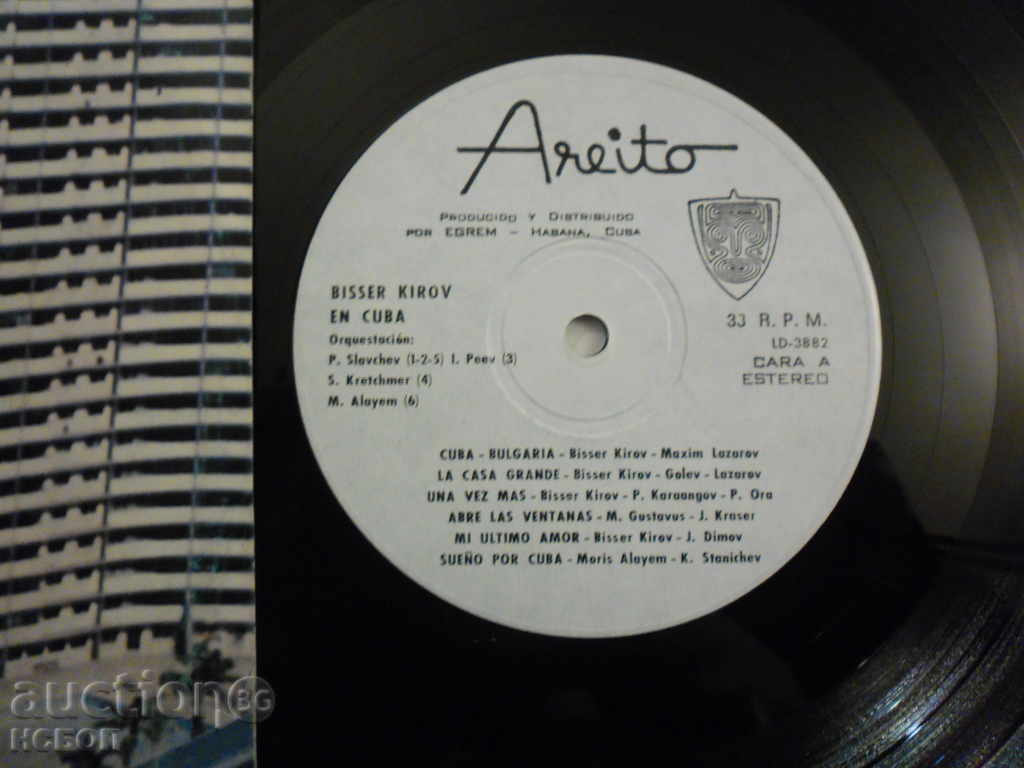 Areito
PRODUCIDO Y DISTRIBUIDO
POR EGREM - HABANA, CUBA
BISSER KIROV
EN CUBA
Orquestación:
P. Slavchev (1-2-5) I. Peev (3)
S. Kretchmer (4)
M. Alayem (6)
33 R. P. M.
LD-3882
CARA A
ESTEREO
CUBA - BULGARIA - Bisser Kirov - Maxim Lazarov
LA CASA GRANDE - Bisser Kirov - Golev - Lazarov
UNA VEZ MAS - Bisser Kirov - P. Karaangov - P. Ora
ABRE LAS VENTANAS - M. Gustavus - J. Kraser
MI ULTIMO AMOR - Bisser Kirov - J. Dimov
SUEÑO POR CUBA - Moris Alayem - K. Stanichev
auction BG
НСБОП